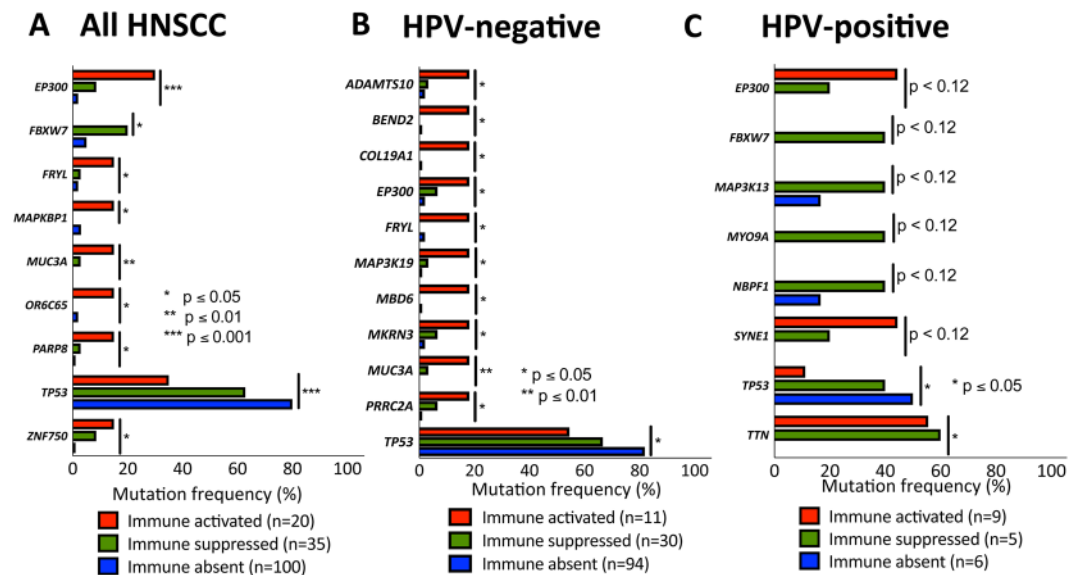 A All HNSCC
EP300
***
FBXW7
*
FRYL
*
MAPKBP1
*
MUC3A
**
OR6C65
*
PARP8
*
TP53
***
ZNF750
*
* p ≤ 0.05
** p ≤ 0.01
*** p ≤ 0.001
0 20 40 60 80 100
Mutation frequency (%)
Immune activated (n=20)
Immune suppressed (n=35)
Immune absent (n=100)
B HPV-negative
ADAMTS10
*
BEND2
*
COL19A1
*
EP300
*
FRYL
*
MAP3K19
*
MBD6
*
MKRN3
*
MUC3A
**
PRRC2A
*
TP53
*
* p ≤ 0.05
** p ≤ 0.01
0 20 40 60 80 100
Mutation frequency (%)
Immune activated (n=11)
Immune suppressed (n=30)
Immune absent (n=94)
C HPV-positive
EP300
p < 0.12
FBXW7
p < 0.12
MAP3K13
p < 0.12
MYO9A
p < 0.12
NBPF1
p < 0.12
SYNE1
p < 0.12
TP53
* * p ≤ 0.05
TTN
*
0 20 40 60 80 100
Mutation frequency (%)
Immune activated (n=9)
Immune suppressed (n=5)
Immune absent (n=6)